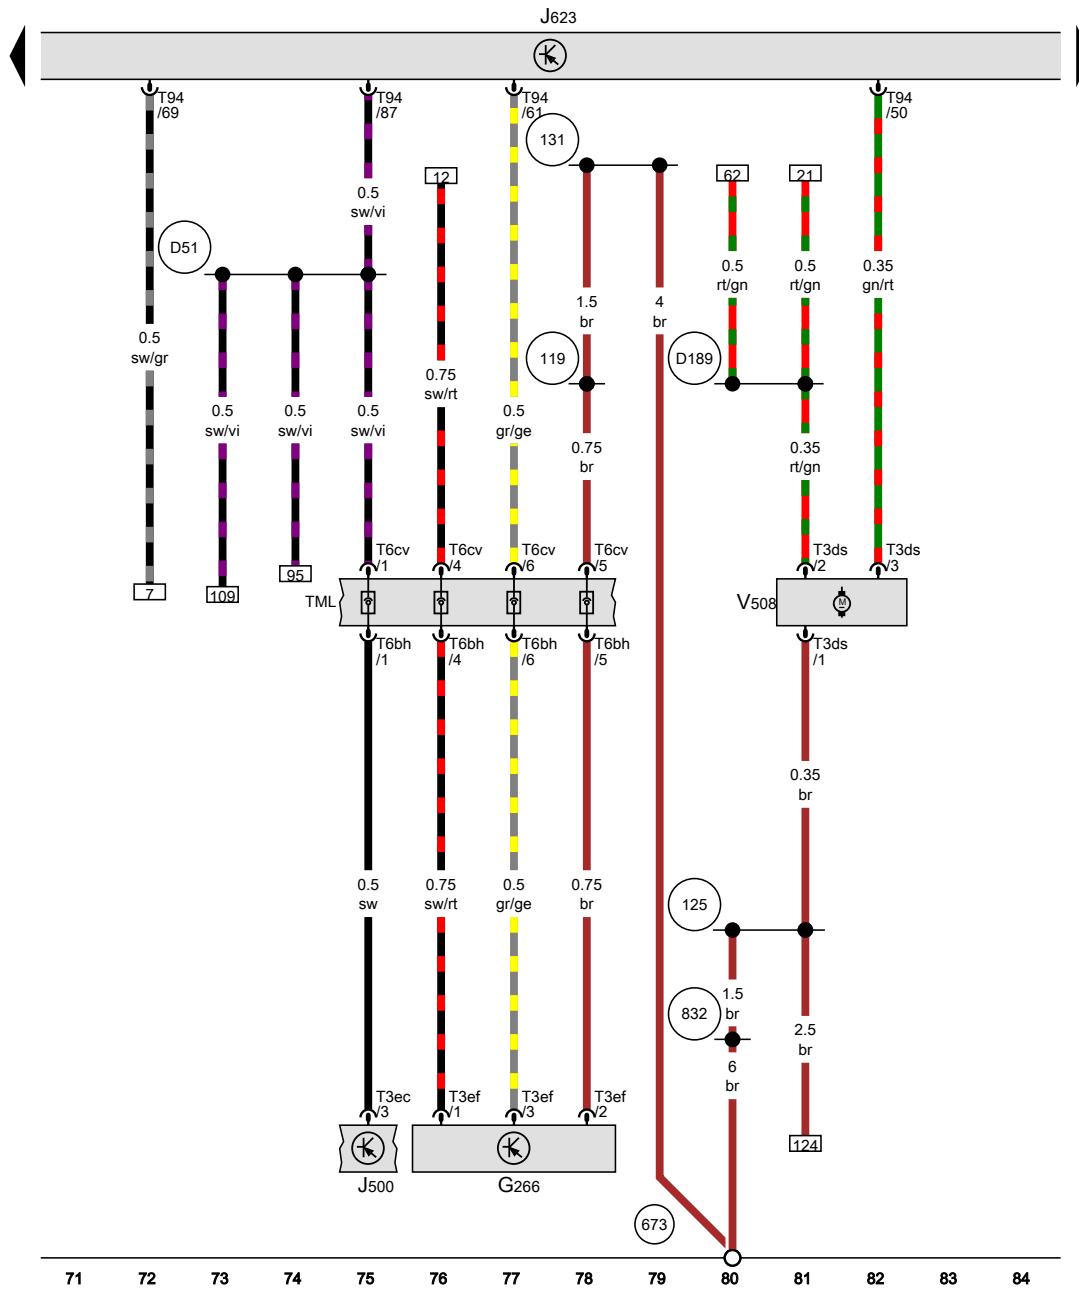 J623
T94 T94 T94 T94
/69 /87 /61 /50
131
12 62 21
0.5
sw/vi
D51
0.5 0.5 0.35
rt/gn rt/gn gn/rt
1.5 4
br br
0.5
sw/gr
119 D189
0.75
sw/rt
0.5 0.5 0.5 0.5
sw/vi sw/vi sw/vi gr/ge
0.75 0.35
br rt/gn
T6cv T6cv T6cv T6cv T3ds T3ds
/1 /4 /6 /5 /2 /3
95
7 109
TML V508
M
T6bh T6bh T6bh T6bh T3ds
/1 /4 /6 /5 /1
0.35
br
0.5 0.75 0.5 0.75
sw sw/rt gr/ge br
125
1.5
br
832
2.5
br
6
br
T3ec T3ef T3ef T3ef
/3 /1 /3 /2
124
J500 G266
673
71 72 73 74 75 76 77 78 79 80 81 82 83 84